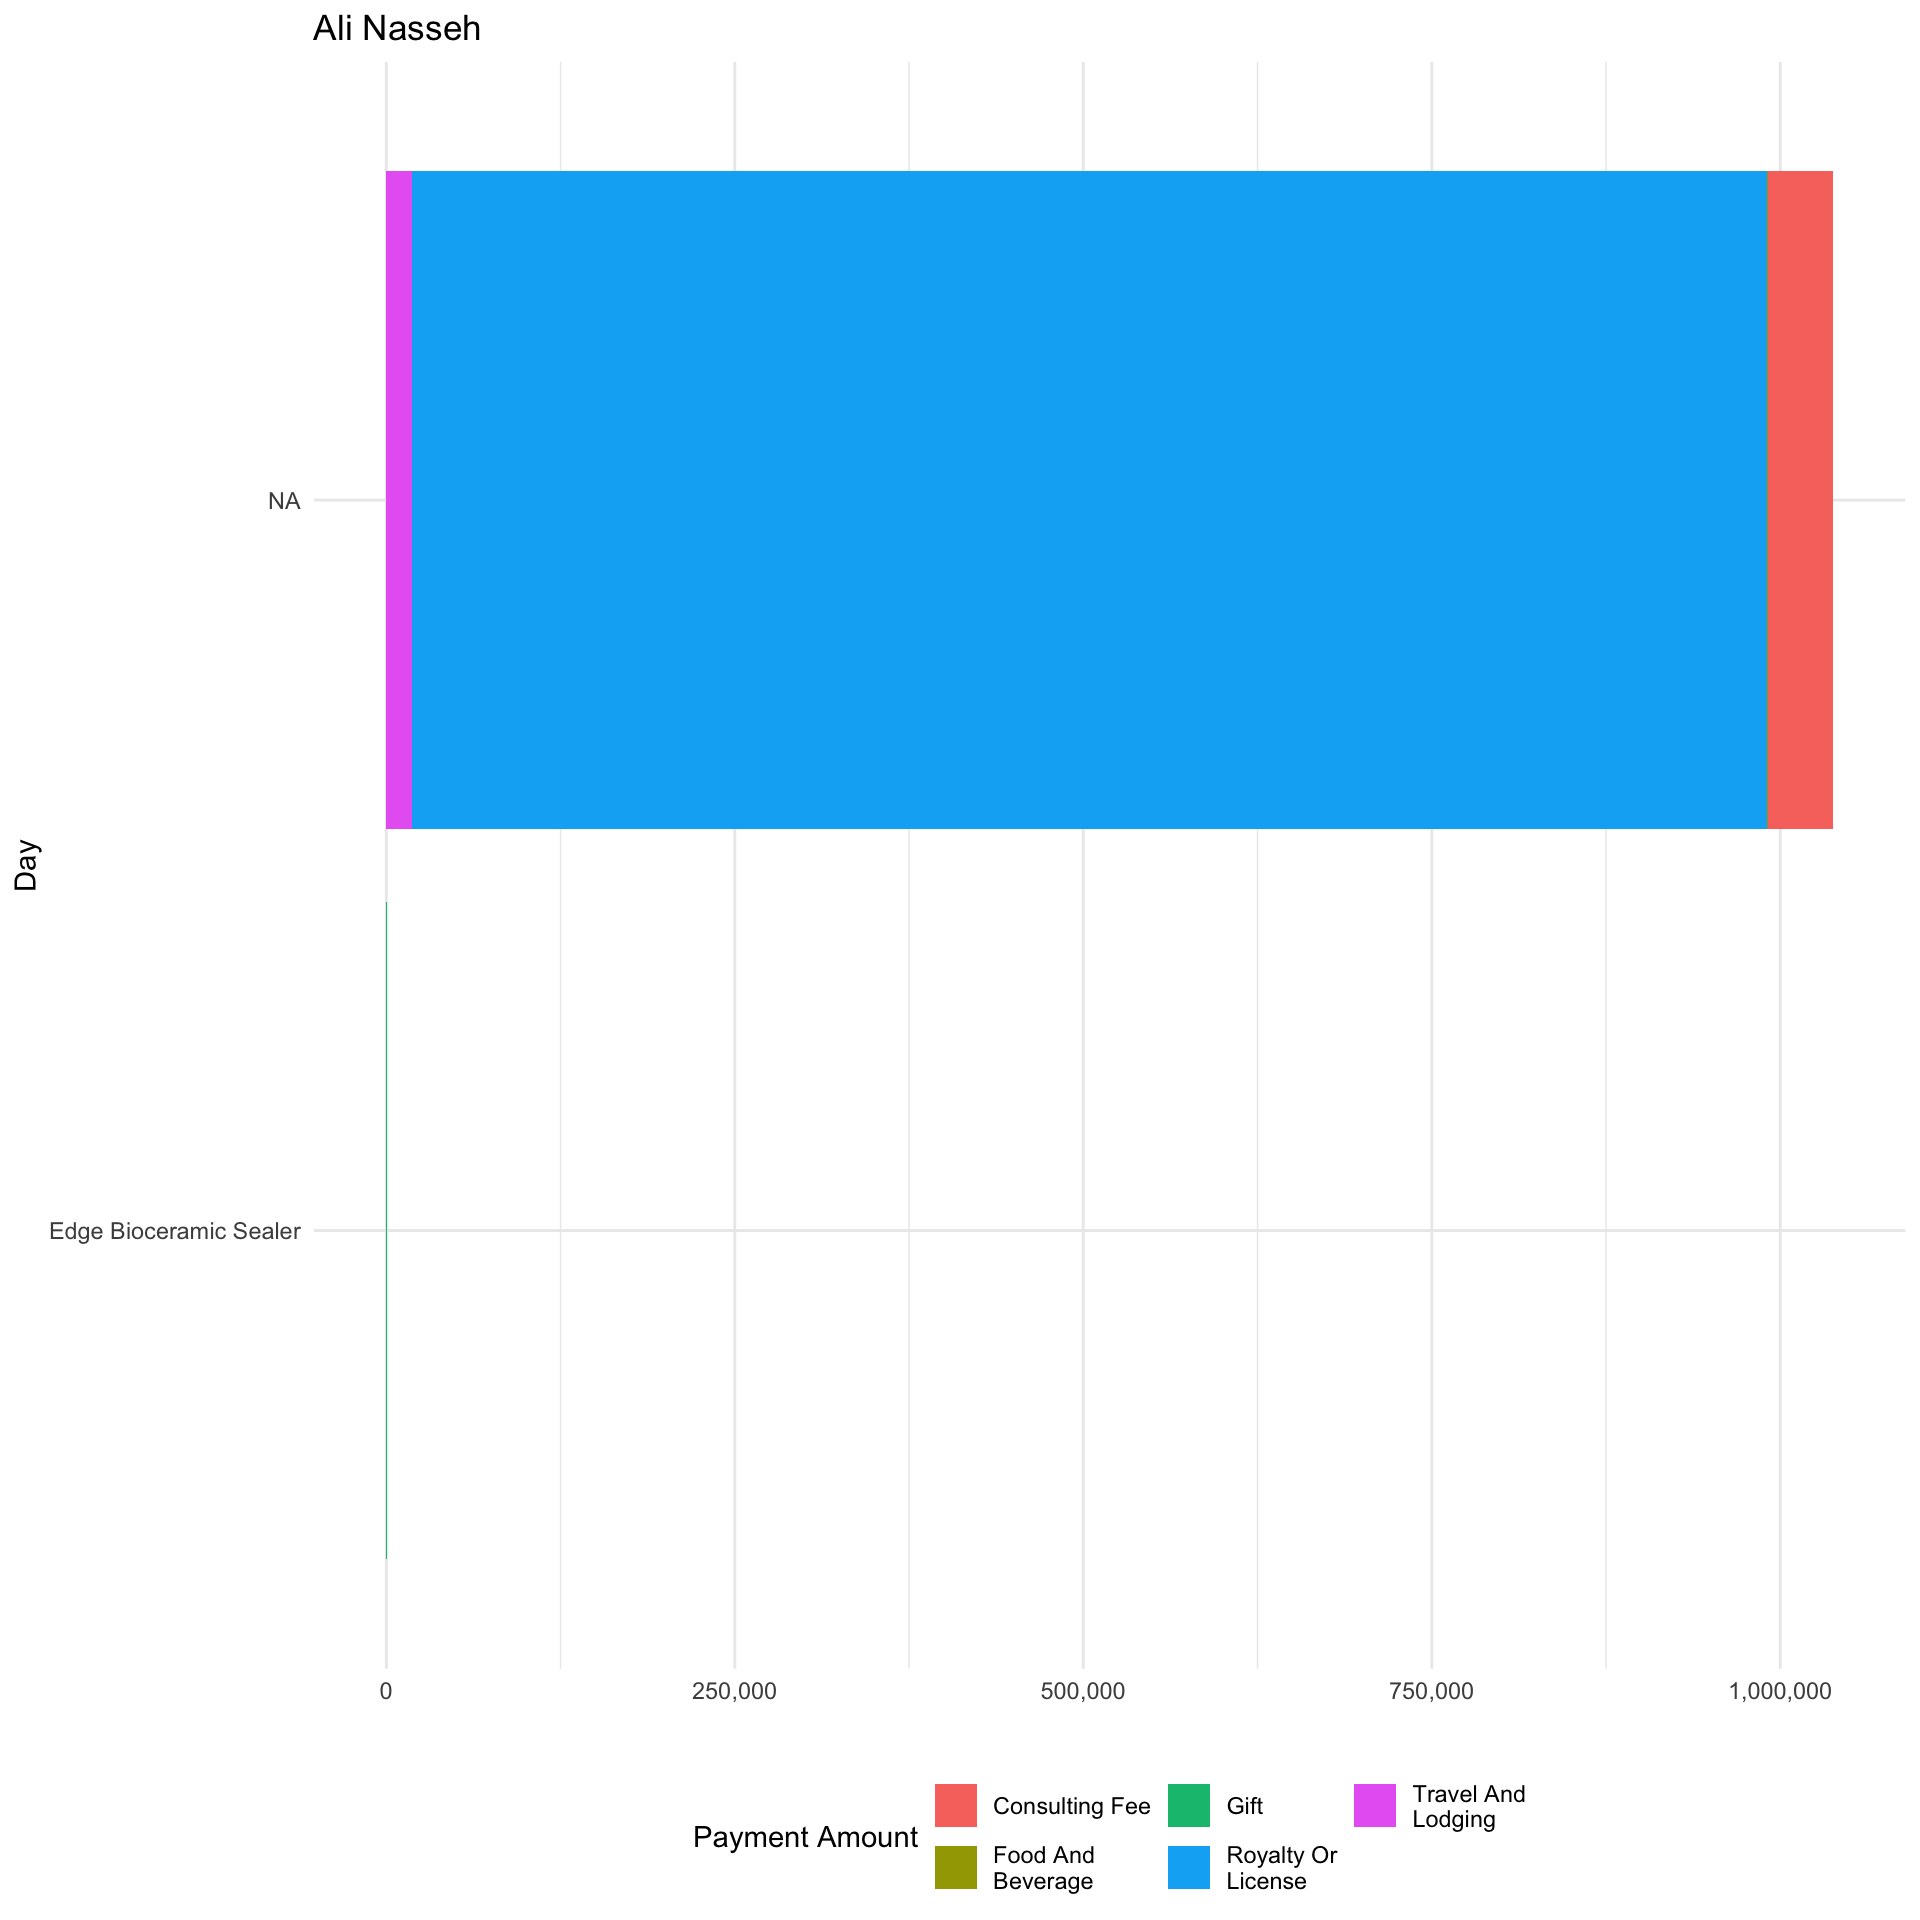 Ali Nasseh
NA
Day
Edge Bioceramic Sealer
0
250,000
500,000
750,000
1,000,000
Payment Amount
Consulting Fee
Food And
Beverage
Gift
Royalty Or
License
Travel And
Lodging